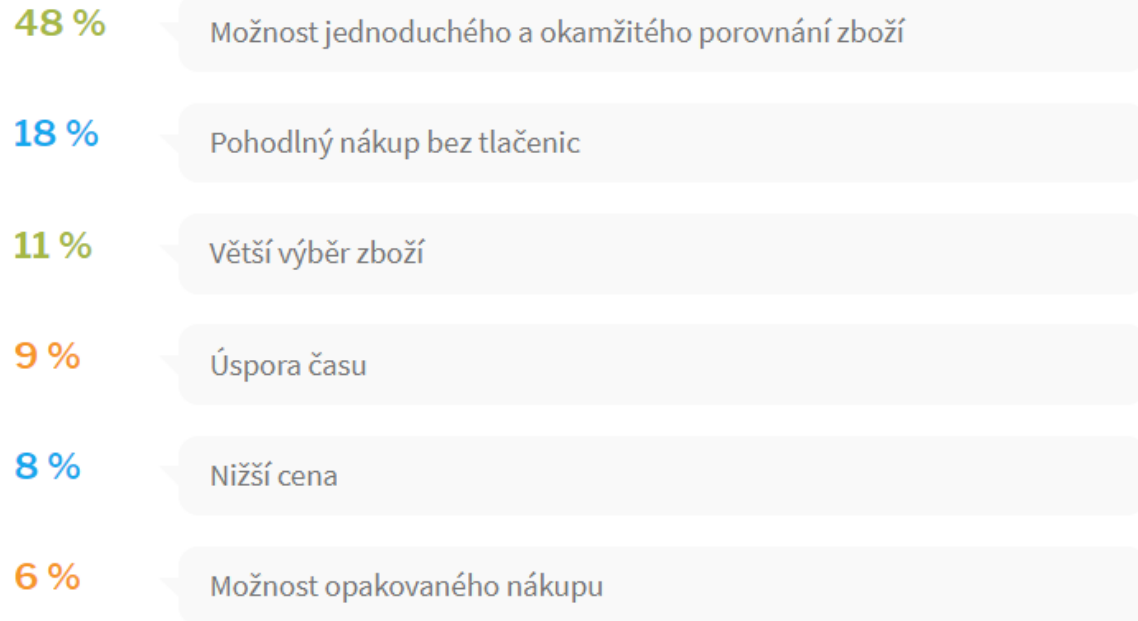 48 % Možnost jednoduchého a okamžitého porovnání zboží
18 % Pohodlný nákup bez tlačenic
11 % Větší výběr zboží
9 % Úspora času
8 % Nižší cena
6 % Možnost opakovaného nákupu